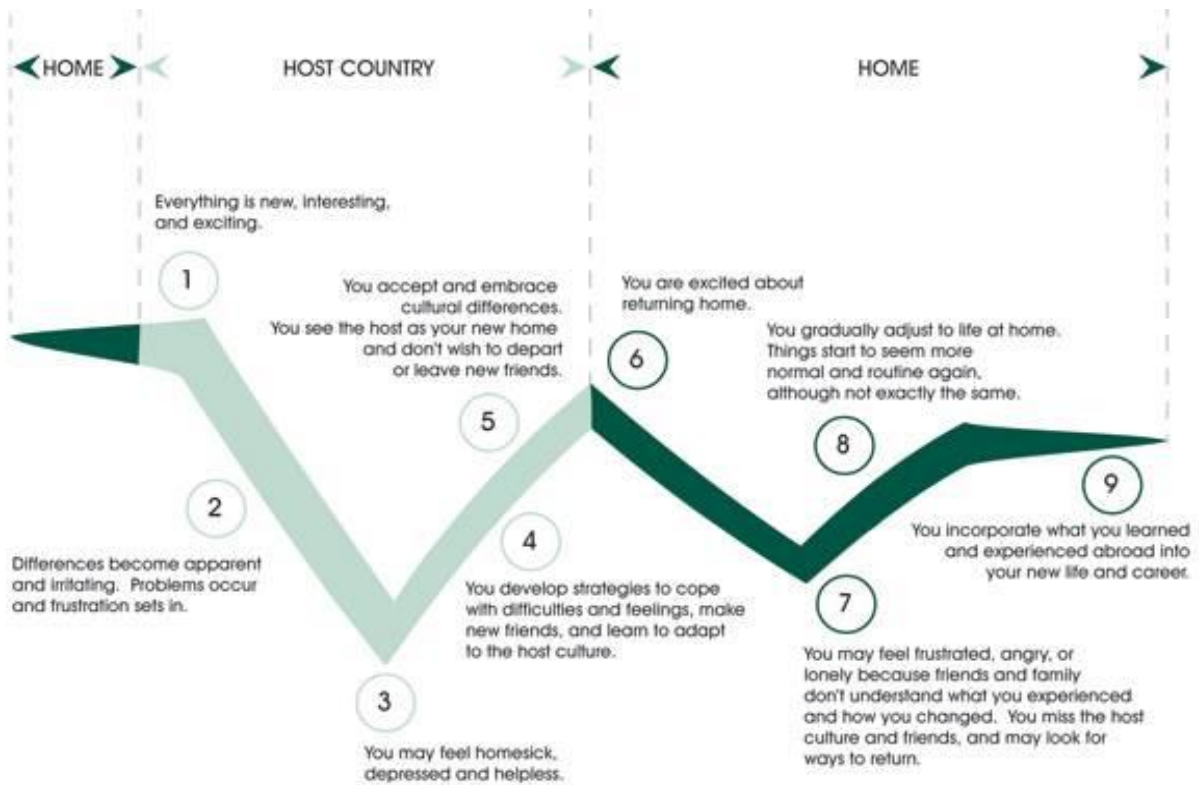 HOME
HOST COUNTRY
HOME
Everything is new, interesting,
and exciting.
1
You accept and embrace
cultural differences.
You see the host as your new home
and don't wish to depart
or leave new friends.
5
2
Differences become apparent
and irritating. Problems occur
and frustration sets in.
4
You develop strategies to cope
with difficulties and feelings, make
new friends, and learn to adapt
to the host culture.
3
You may feel homesick,
depressed and helpless.
You are excited about
returning home.
6
You gradually adjust to life at home.
Things start to seem more
normal and routine again,
although not exactly the same.
8
9
You incorporate what you learned
and experienced abroad into
your new life and career.
7
You may feel frustrated, angry, or
lonely because friends and family
don't understand what you experienced
and how you changed. You miss the host
culture and friends, and may look for
ways to return.